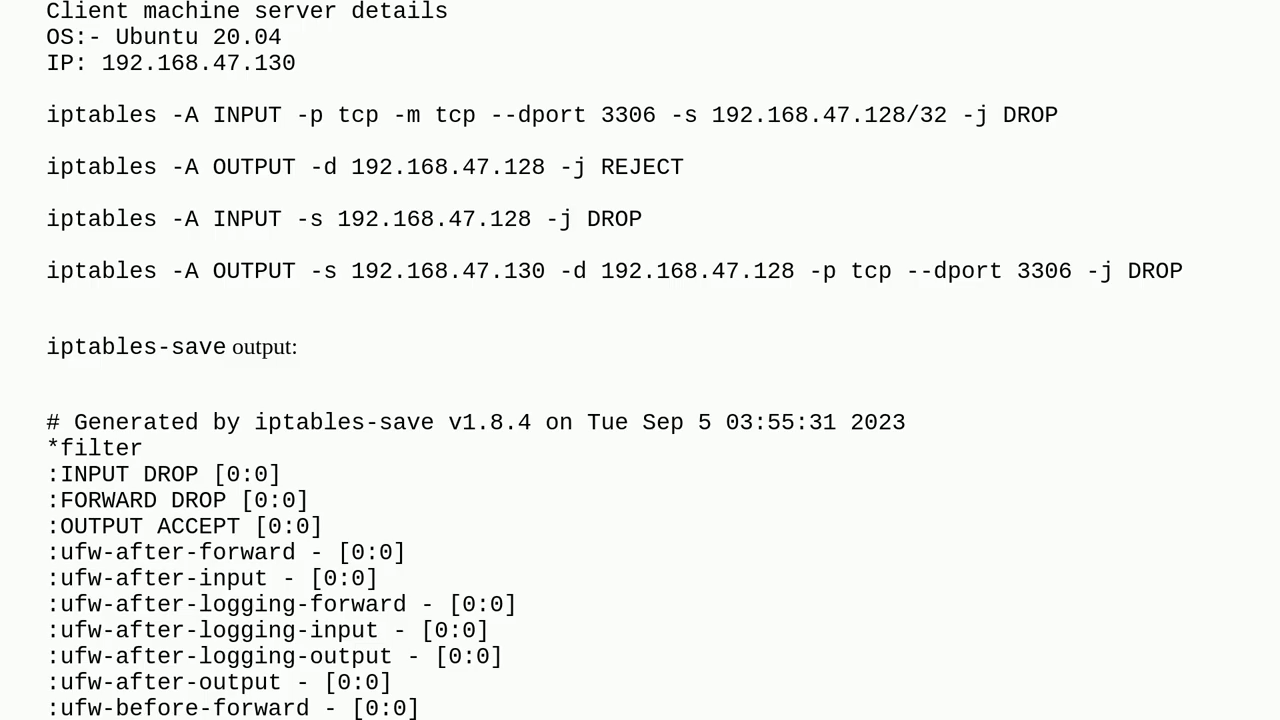 Client machine server details
OS:- Ubuntu 20.04
IP: 192.168.47.130
iptables -A INPUT -p tcp -m tcp --dport 3306 -s 192.168.47.128/32 -j DROP
iptables -A OUTPUT -d 192.168.47.128 -j REJECT
iptables -A INPUT -s 192.168.47.128 -j DROP
iptables -A OUTPUT -s 192.168.47.130 -d 192.168.47.128 -p tcp --dport 3306 -j DROP
iptables-save output:
# Generated by iptables-save v1.8.4 on Tue Sep 5 03:55:31 2023
*filter
:INPUT DROP [0:0]
:FORWARD DROP [0:0]
:OUTPUT ACCEPT [0:0]
:ufw-after-forward - [0:0]
:ufw-after-input - [0:0]
:ufw-after-logging-forward - [0:0]
:ufw-after-logging-input - [0:0]
:ufw-after-logging-output - [0:0]
:ufw-after-output - [0:0]
:ufw-before-forward - [0:0]